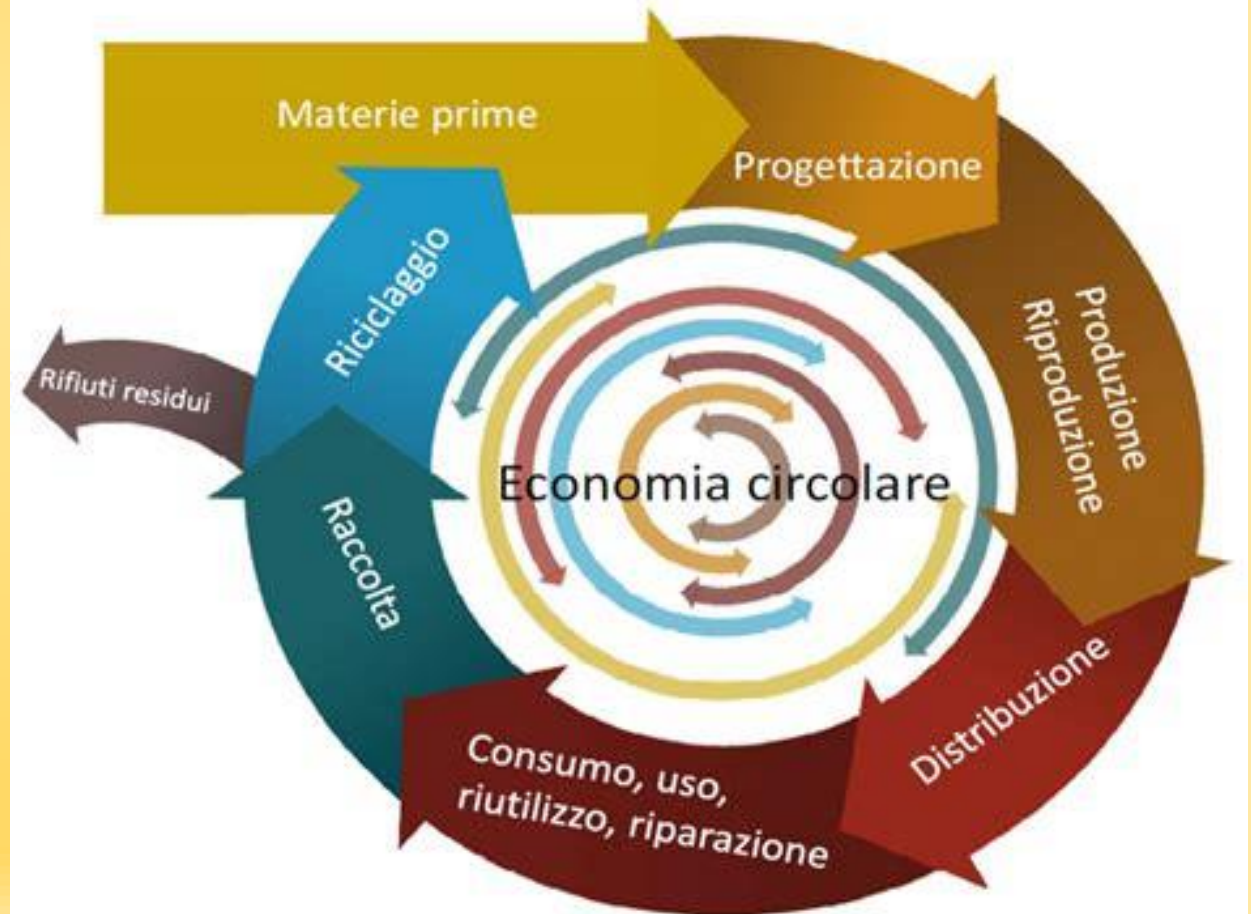 Materie prime
Progettazione
Produzione
Riproduzione
Distribuzione
Consumo, uso,
riutilizzo, riparazione
Raccolta
Riciclaggio
Rifiuti residui
Economia circolare